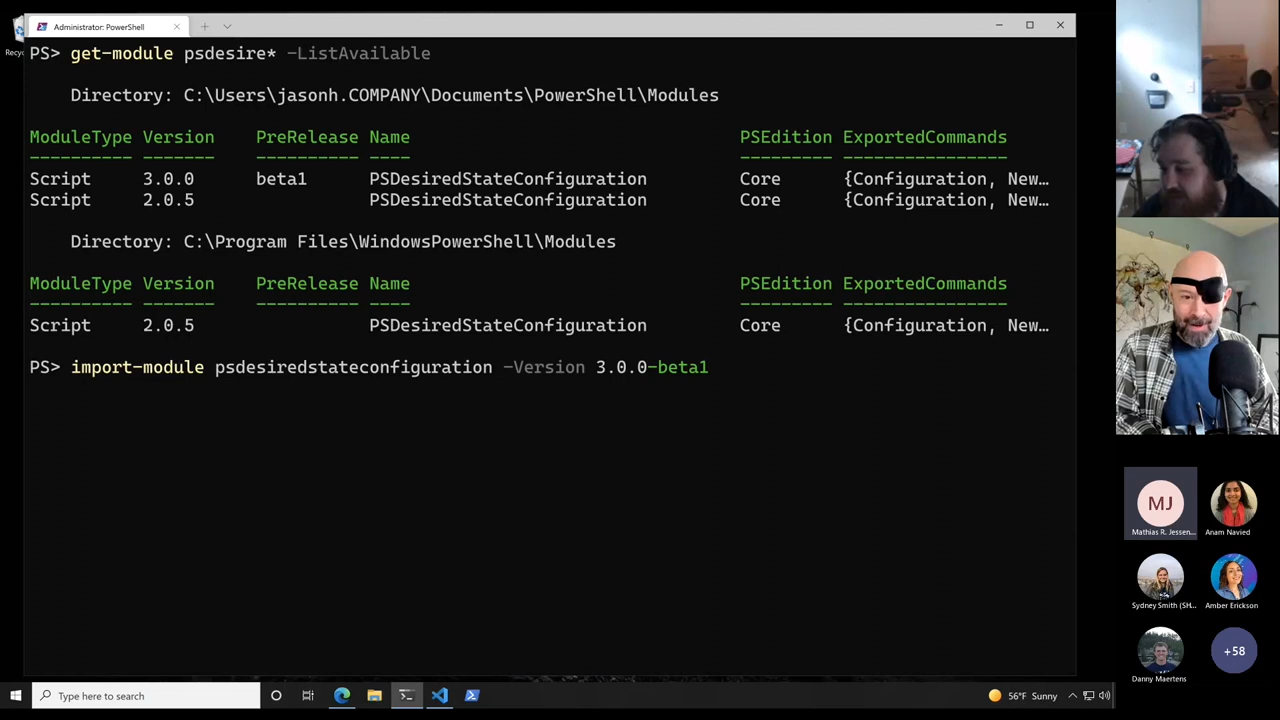 Administrator: PowerShell
Recyc
PS> get-module psdesire* -ListAvailable
Directory: C:\Users\jasonh.COMPANY\Documents\PowerShell\Modules
ModuleType Version PreRelease Name PSEdition ExportedCommands
---------- ------- ---------- ---- --------- ----------------
Script 3.0.0 beta1 PSDesiredStateConfiguration Core {Configuration, New…
Script 2.0.5 PSDesiredStateConfiguration Core {Configuration, New…
Directory: C:\Program Files\WindowsPowerShell\Modules
ModuleType Version PreRelease Name PSEdition ExportedCommands
---------- ------- ---------- ---- --------- ----------------
Script 2.0.5 PSDesiredStateConfiguration Core {Configuration, New…
PS> import-module psdesiredstateconfiguration -Version 3.0.0-beta1
MJ
Mathias R. Jessen...
Anam Navied
Sydney Smith (SH...
Amber Erickson
Danny Maertens
+58
Type here to search
56°F Sunny